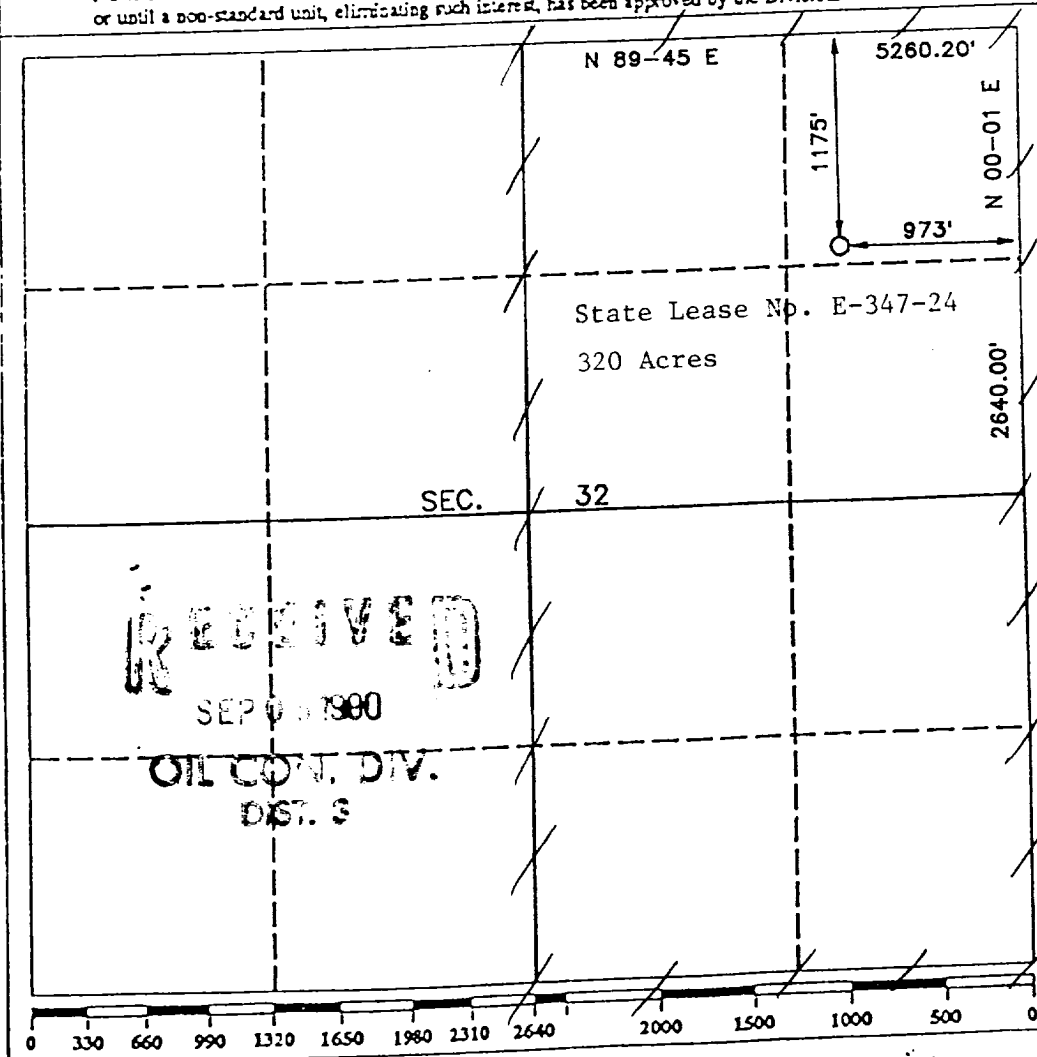 or until a non-standard unit, eliminating such interest, has been approved by the Division
N 89-45 E
5260.20'
1175'
N 00-01 E
973'
State Lease No. E-347-24
320 Acres
2640.00'
SEC. 32
RECEIVED
SEP 1990
OIL CON. DIV.
DIST. 3
0 330 660 990 1320 1650 1980 2310 2640 2000 1500 1000 500 0